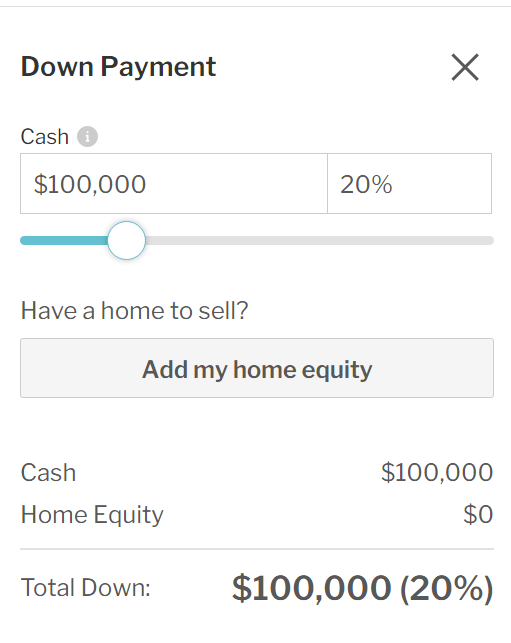 Down Payment
Cash i
$100,000 20%
Have a home to sell?
Add my home equity
Cash $100,000
Home Equity $0
Total Down: $100,000 (20%)